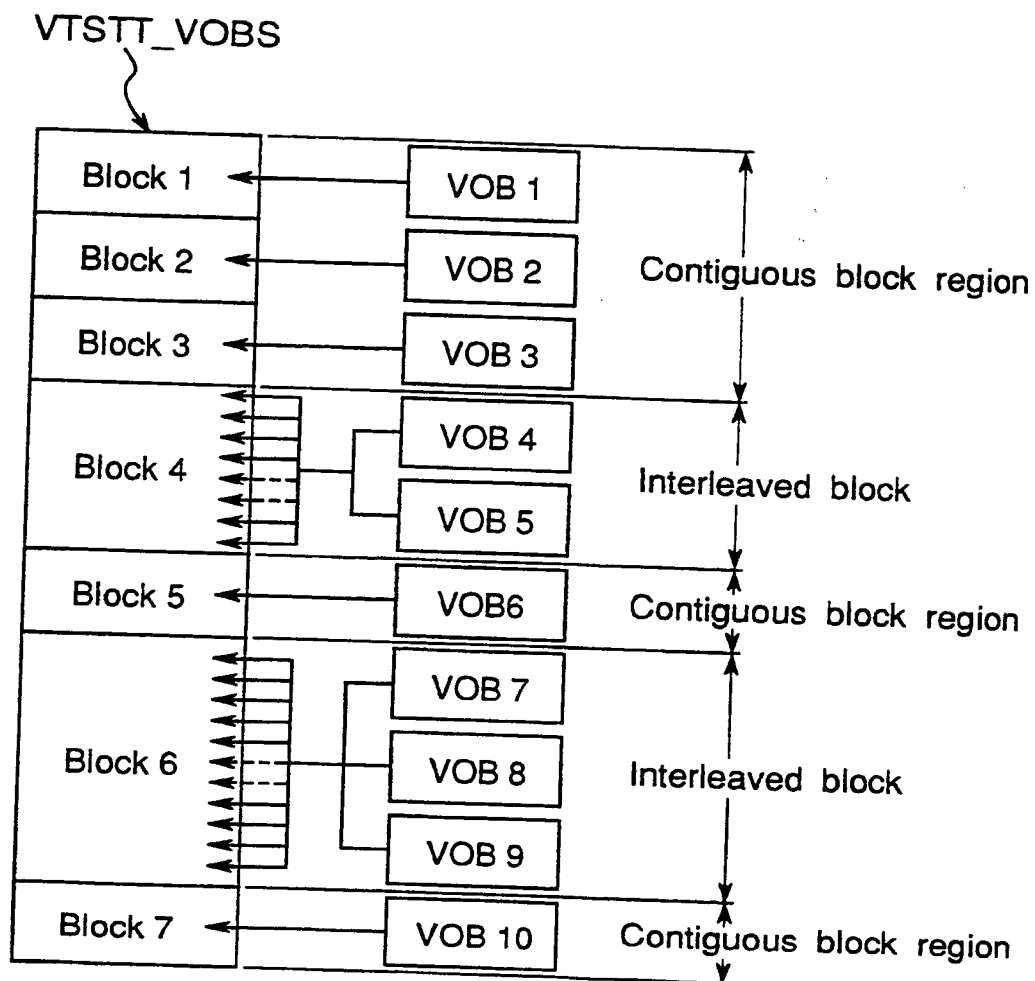 VTSTT_VOBS
Block 1
VOB 1
Block 2
VOB 2
Contiguous block region
Block 3
VOB 3
Block 4
VOB 4
Interleaved block
VOB 5
Block 5
VOB6
Contiguous block region
VOB 7
Block 6
VOB 8
Interleaved block
VOB 9
Block 7
VOB 10
Contiguous block region